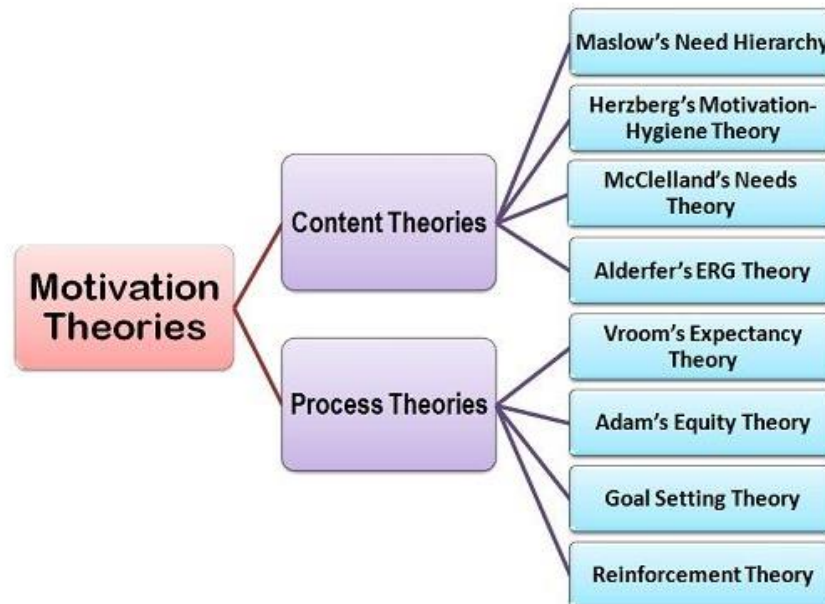 Motivation
Theories
Content Theories
Process Theories
Maslow's Need Hierarchy
Herzberg's Motivation-
Hygiene Theory
McClelland's Needs
Theory
Alderfer's ERG Theory
Vroom's Expectancy
Theory
Adam's Equity Theory
Goal Setting Theory
Reinforcement Theory